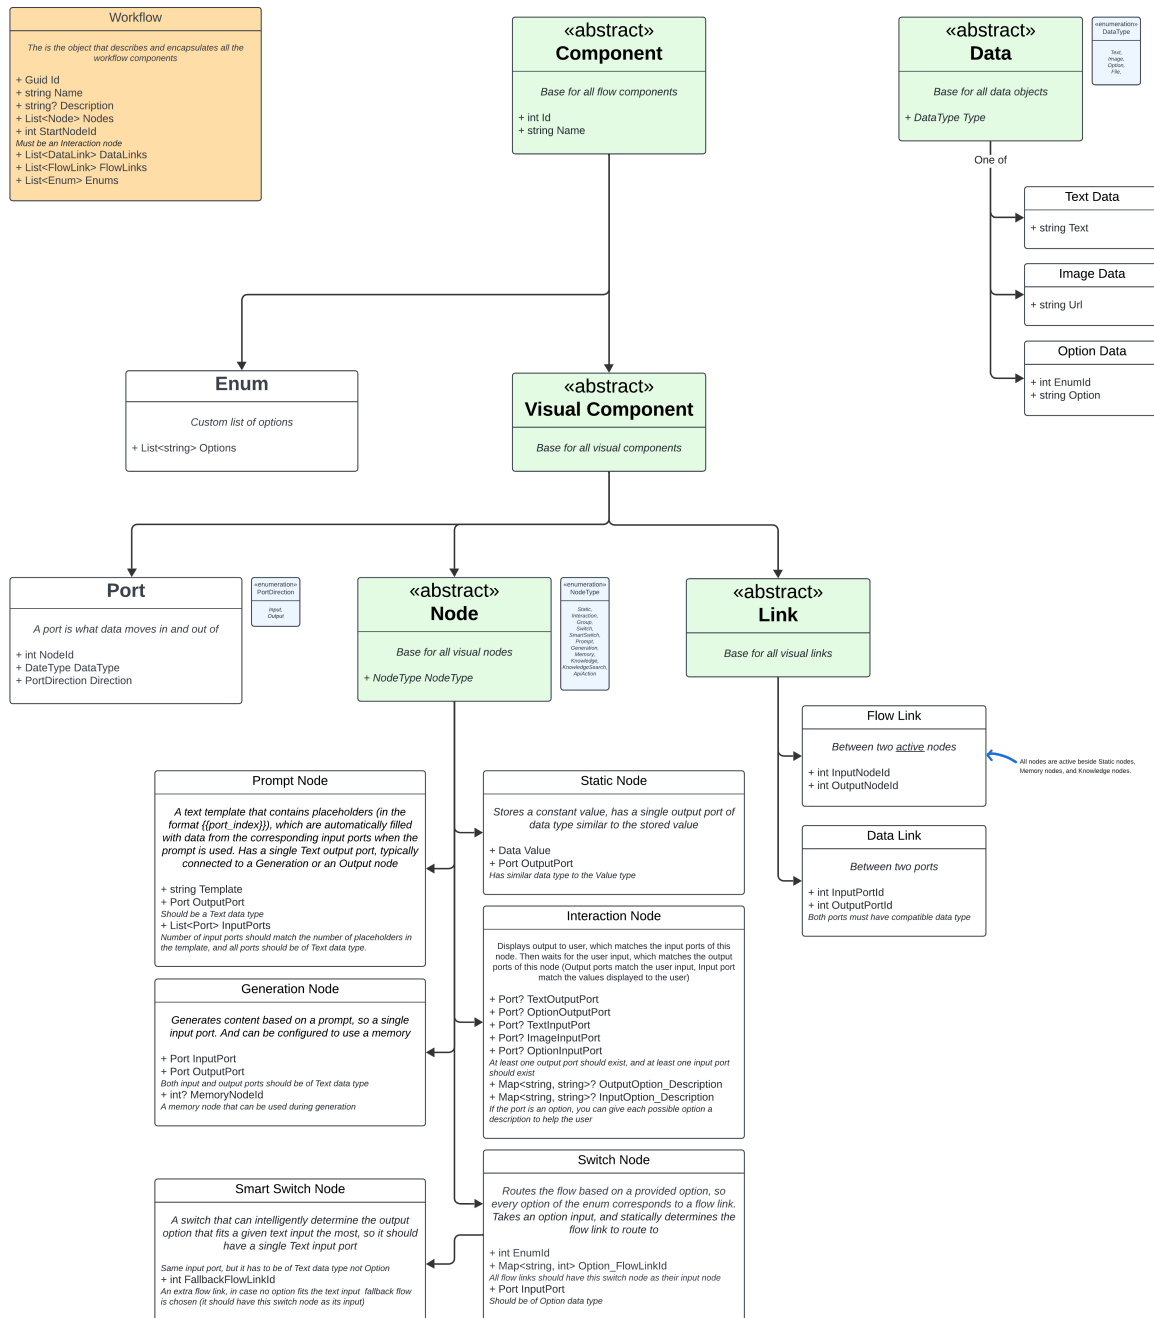 Workflow
The is the object that describes and encapsulates all the
workflow components
+ Guid Id
+ string Name
+ string? Description
+ List<Node> Nodes
+ int StartNodeId
Must be an Interaction node
+ List<DataLink> DataLinks
+ List<FlowLink> FlowLinks
+ List<Enum> Enums
«abstract»
Component
Base for all flow components
+ int Id
+ string Name
«abstract»
Data
Base for all data objects
+ DataType Type
«enumeration»
DataType
Text,
Image,
Option,
File,
One of
Text Data
+ string Text
Image Data
+ string Url
Option Data
+ int EnumId
+ string Option
Enum
Custom list of options
+ List<string> Options
«abstract»
Visual Component
Base for all visual components
Port
A port is what data moves in and out of
+ int NodeId
+ DateType DataType
+ PortDirection Direction
«enumeration»
PortDirection
Input,
Output
«abstract»
Node
Base for all visual nodes
+ NodeType NodeType
«enumeration»
NodeType
Static,
Interaction,
Group,
Switch,
SmartSwitch,
Prompt,
Generation,
Memory,
Knowledge,
KnowledgeSearch,
ApiAction
«abstract»
Link
Base for all visual links
Flow Link
Between two active nodes
+ int InputNodeId
+ int OutputNodeId
All nodes are active beside Static nodes,
Memory nodes, and Knowledge nodes.
Data Link
Between two ports
+ int InputPortId
+ int OutputPortId
Both ports must have compatible data type
Prompt Node
A text template that contains placeholders (in the
format {{port_index}}), which are automatically filled
with data from the corresponding input ports when the
prompt is used. Has a single Text output port, typically
connected to a Generation or an Output node
+ string Template
+ Port OutputPort
Should be a Text data type
+ List<Port> InputPorts
Number of input ports should match the number of placeholders in
the template, and all ports should be of Text data type.
Static Node
Stores a constant value, has a single output port of
data type similar to the stored value
+ Data Value
+ Port OutputPort
Has similar data type to the Value type
Interaction Node
Displays output to user, which matches the input ports of this
node. Then waits for the user input, which matches the output
ports of this node (Output ports match the user input, Input port
match the values displayed to the user)
+ Port? TextOutputPort
+ Port? OptionOutputPort
+ Port? TextInputPort
+ Port? ImageInputPort
+ Port? OptionInputPort
At least one output port should exist, and at least one input port
should exist
+ Map<string, string>? OutputOption_Description
+ Map<string, string>? InputOption_Description
If the port is an option, you can give each possible option a
description to help the user
Generation Node
Generates content based on a prompt, so a single
input port. And can be configured to use a memory
+ Port InputPort
+ Port OutputPort
Both input and output ports should be of Text data type
+ int? MemoryNodeId
A memory node that can be used during generation
Switch Node
Routes the flow based on a provided option, so
every option of the enum corresponds to a flow link.
Takes an option input, and statically determines the
flow link to route to
+ int EnumId
+ Map<string, int> Option_FlowLinkId
All flow links should have this switch node as their input node
+ Port InputPort
Should be of Option data type
Smart Switch Node
A switch that can intelligently determine the output
option that fits a given text input the most, so it should
have a single Text input port
Same input port, but it has to be of Text data type not Option
+ int FallbackFlowLinkId
An extra flow link, in case no option fits the text input fallback flow
is chosen (it should have this switch node as its input)